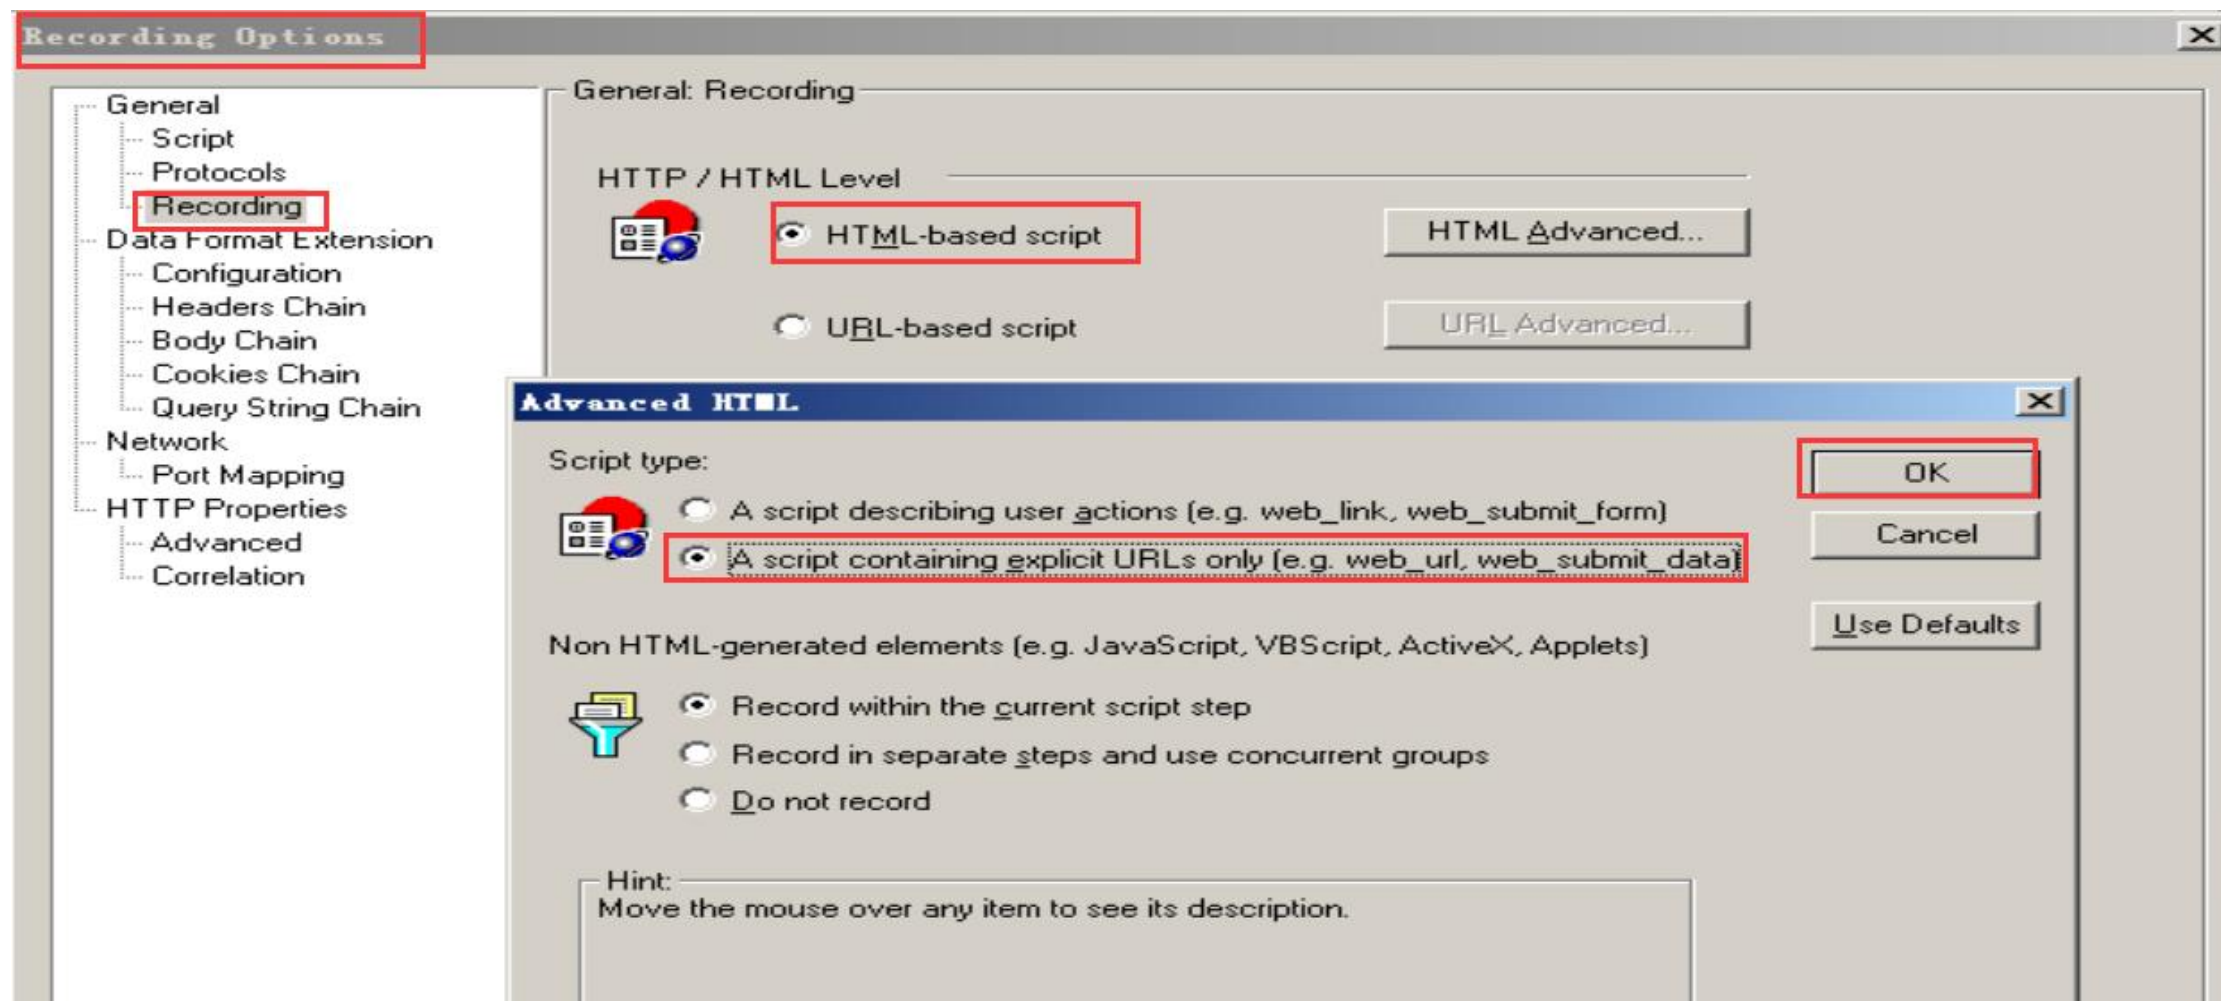 Recording Options
General
Script
Protocols
Recording
Data Format Extension
Configuration
Headers Chain
Body Chain
Cookies Chain
Query String Chain
Network
Port Mapping
HTTP Properties
Advanced
Correlation
General: Recording
HTTP / HTML Level
HTML-based script
HTML Advanced...
URL-based script
URL Advanced...
Advanced HTML
Script type:
A script describing user actions (e.g. web_link, web_submit_form)
A script containing explicit URLs only (e.g. web_url, web_submit_data)
OK
Cancel
Use Defaults
Non HTML-generated elements (e.g. JavaScript, VBScript, ActiveX, Applets)
Record within the current script step
Record in separate steps and use concurrent groups
Do not record
Hint:
Move the mouse over any item to see its description.